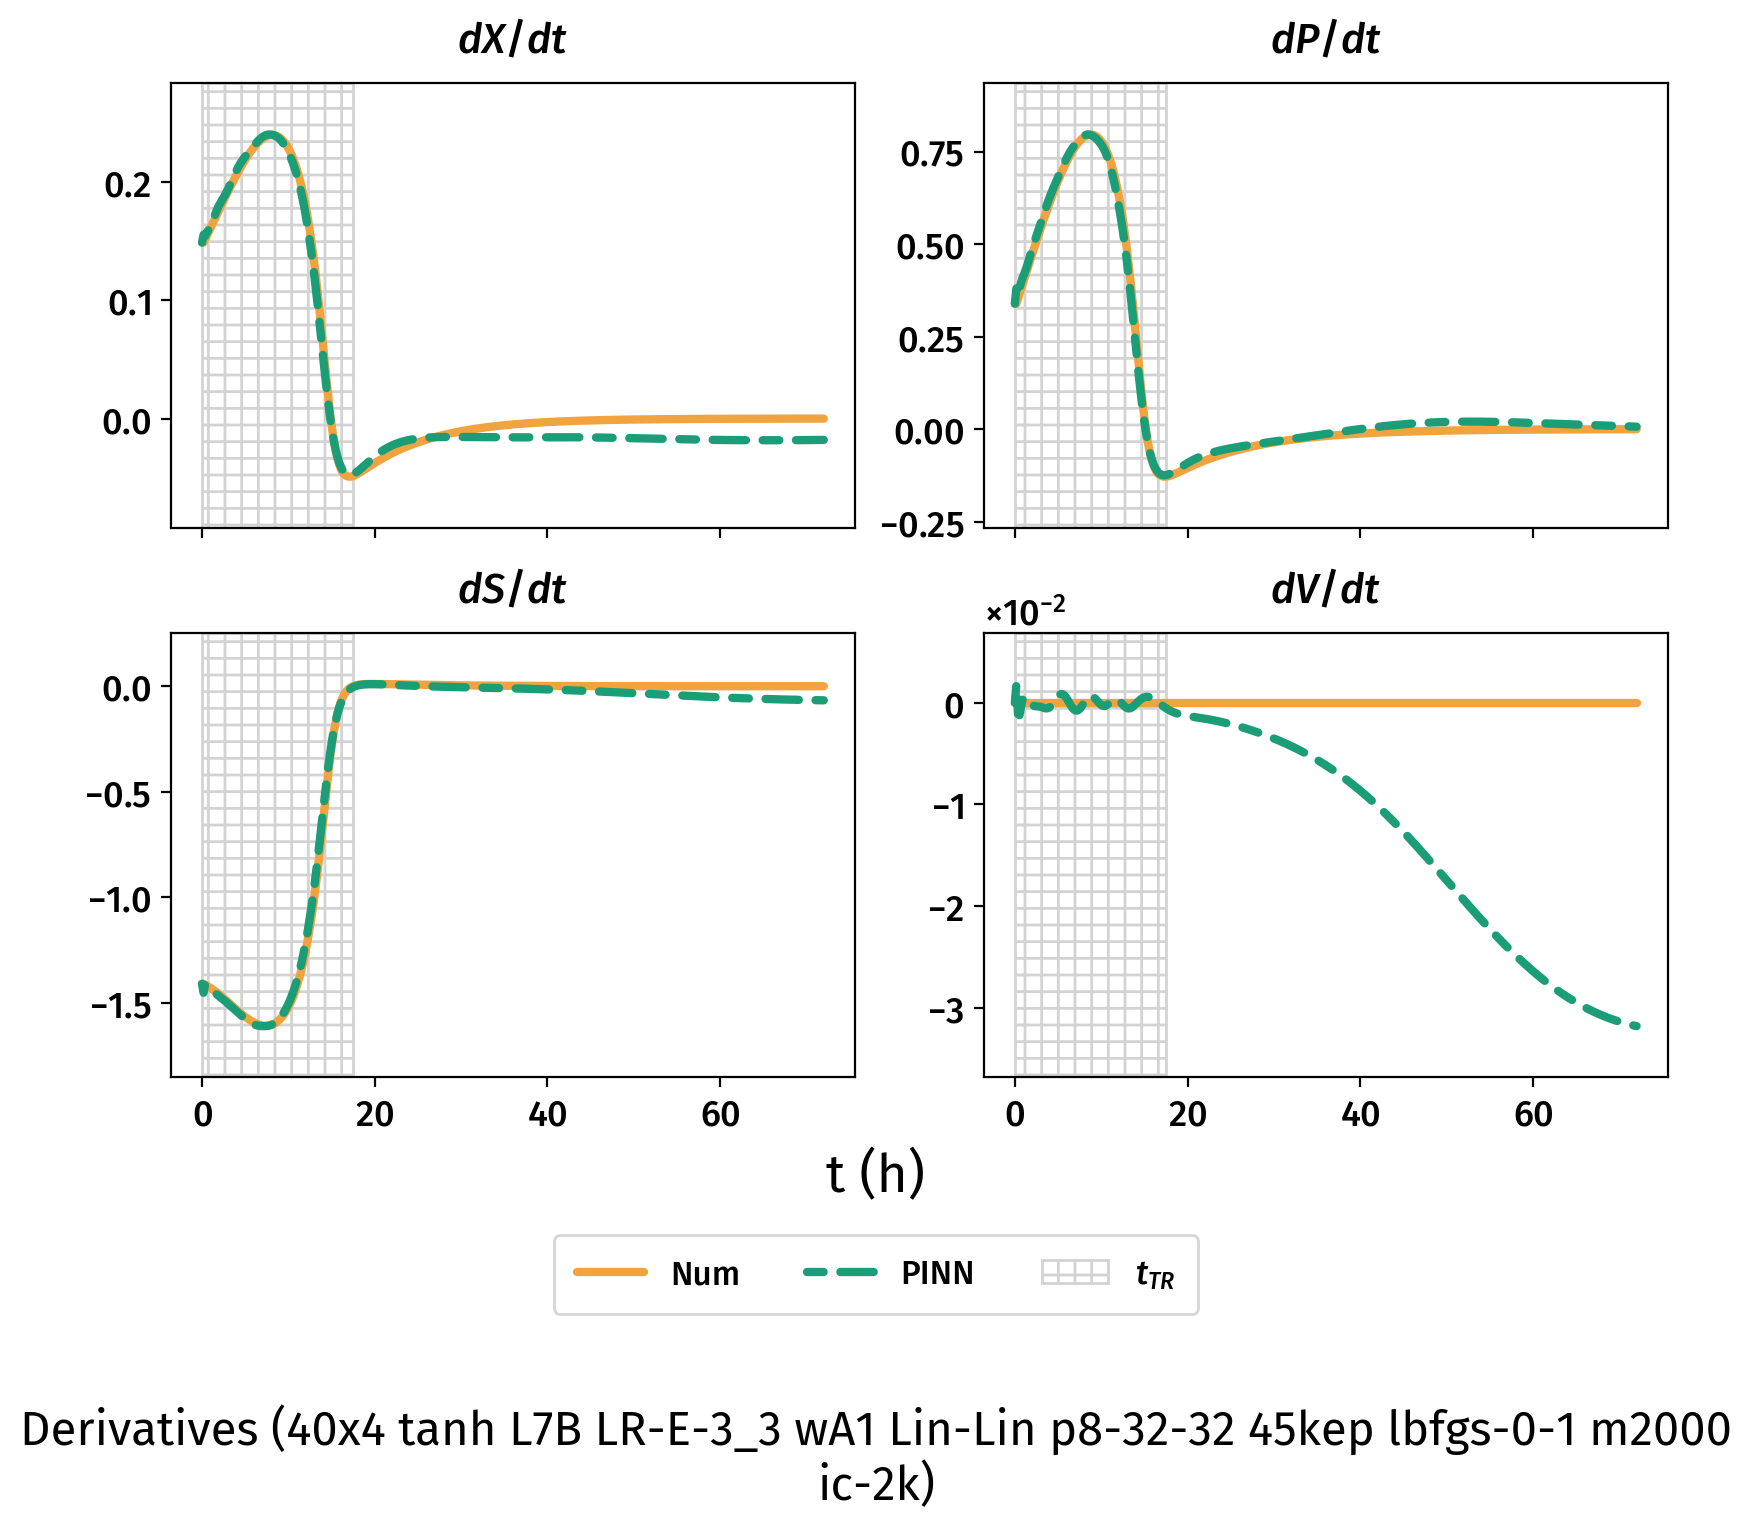 dX/dt
dP/dt
0.2
0.1
0.0
0.75
0.50
0.25
0.00
−0.25
dS/dt
dV/dt
×10⁻²
0.0
−0.5
−1.0
−1.5
0
−1
−2
−3
0 20 40 60
0 20 40 60
t (h)
Num PINN t_TR
Derivatives (40x4 tanh L7B LR-E-3_3 wA1 Lin-Lin p8-32-32 45kep lbfgs-0-1 m2000
ic-2k)